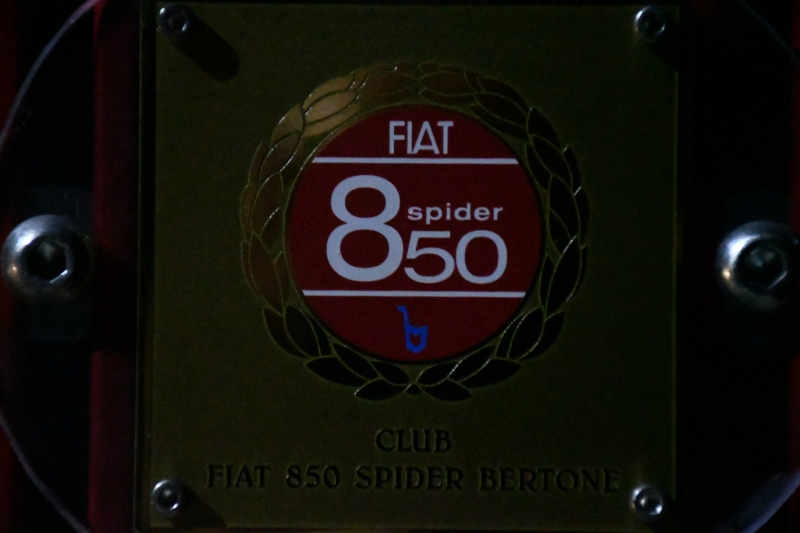 FIAT
8 spider
50
CLUB
FIAT 850 SPIDER BERTONE